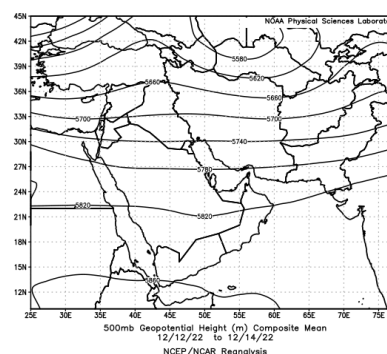 NOAA Physical Sciences Laborato
45N
42N
39N
36N
33N
30N
27N
24N
21N
18N
15N
12N
5580
5620
5660
5660
5700
5700
5740
5780
5820
5820
5860
25E 30E 35E 40E 45E 50E 55E 60E 65E 70E 75E
500mb Geopotential Height (m) Composite Mean
12/12/22 to 12/14/22
NCEP/NCAR Reanalysis